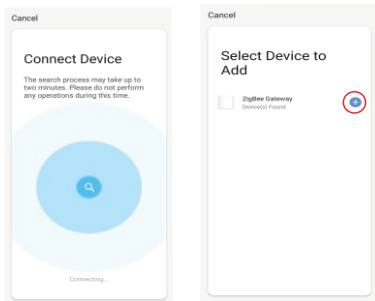 Cancel
Connect Device
The search process may take up to
two minutes. Please do not perform
any operations during this time.
Connecting...
Cancel
Select Device to
Add
ZigBee Gateway
Device(s) Found